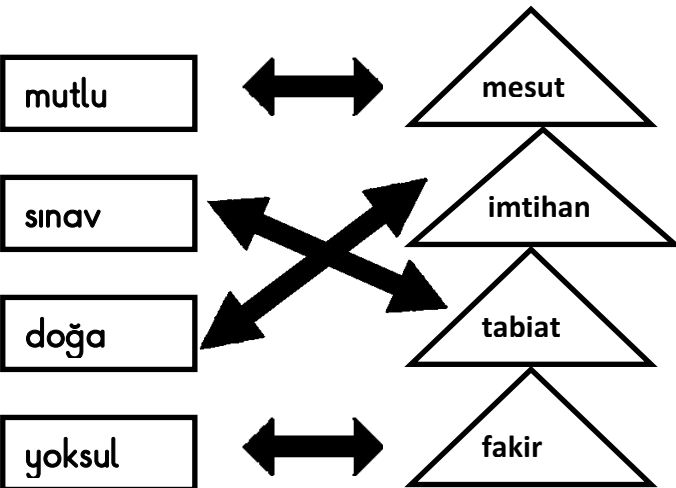 mutlu
mesut
sınav
imtihan
doğa
tabiat
yoksul
fakir